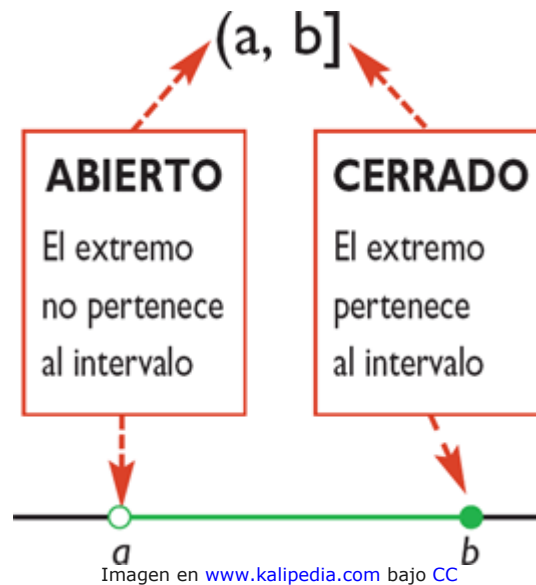 (a, b]
ABIERTO
El extremo
no pertenece
al intervalo
CERRADO
El extremo
pertenece
al intervalo
a
b
Imagen en www.kalipedia.com bajo CC